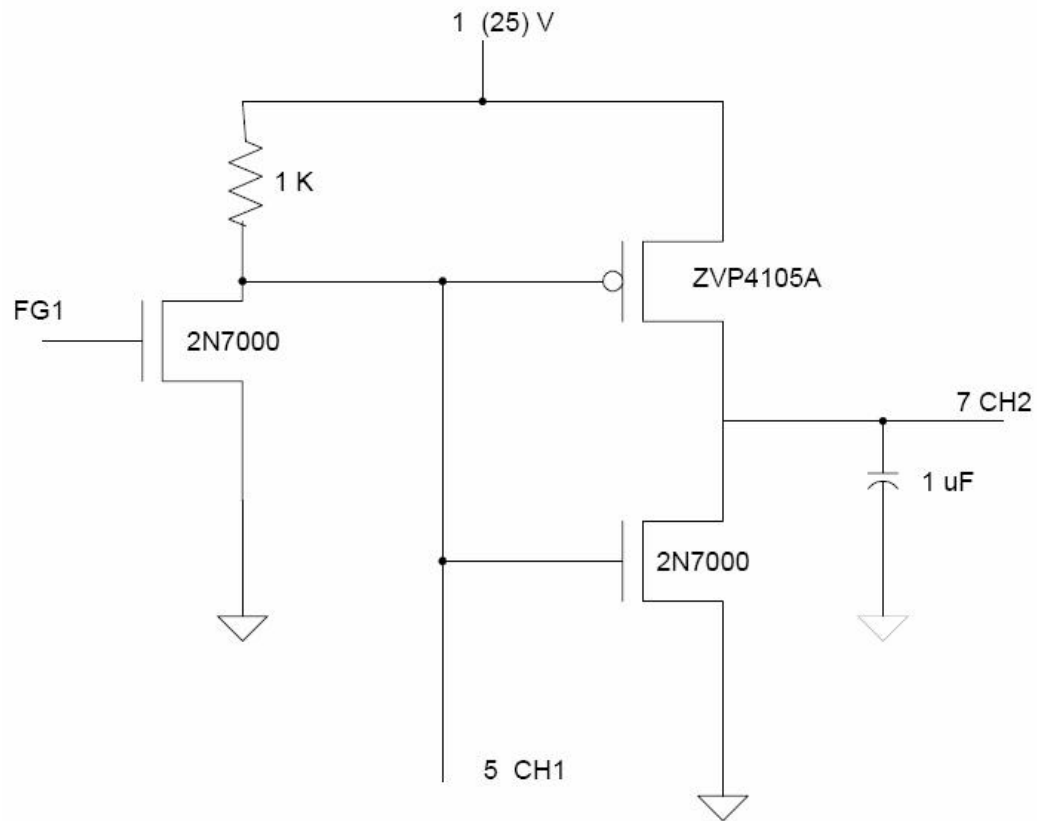 1 (25) V
1 K
ZVP4105A
FG1
2N7000
7 CH2
1 uF
2N7000
5 CH1